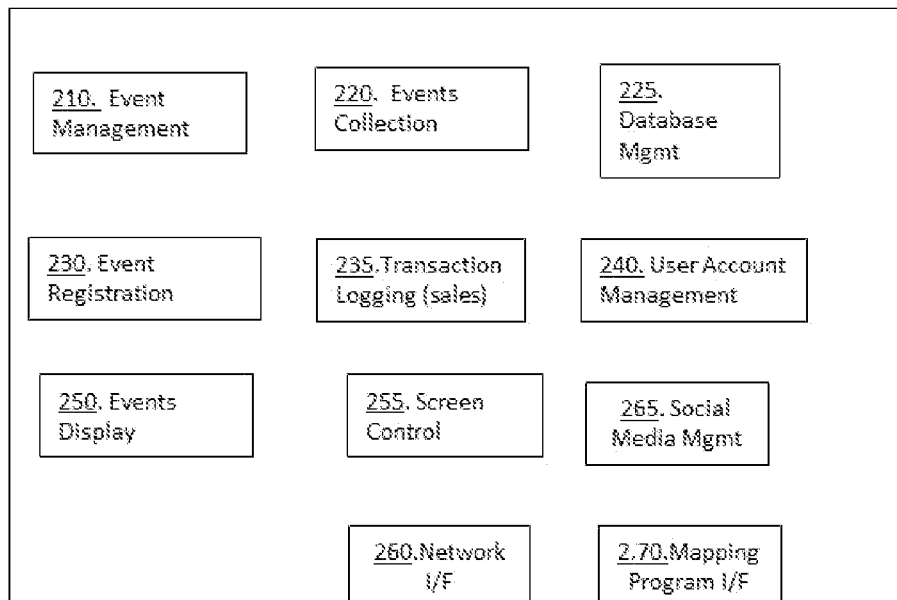 210. Event
Management
220. Events
Collection
225.
Database
Mgmt
230. Event
Registration
235.Transaction
Logging (sales)
240. User Account
Management
250. Events
Display
255. Screen
Control
265. Social
Media Mgmt
260.Network
I/F
2.70.Mapping
Program I/F